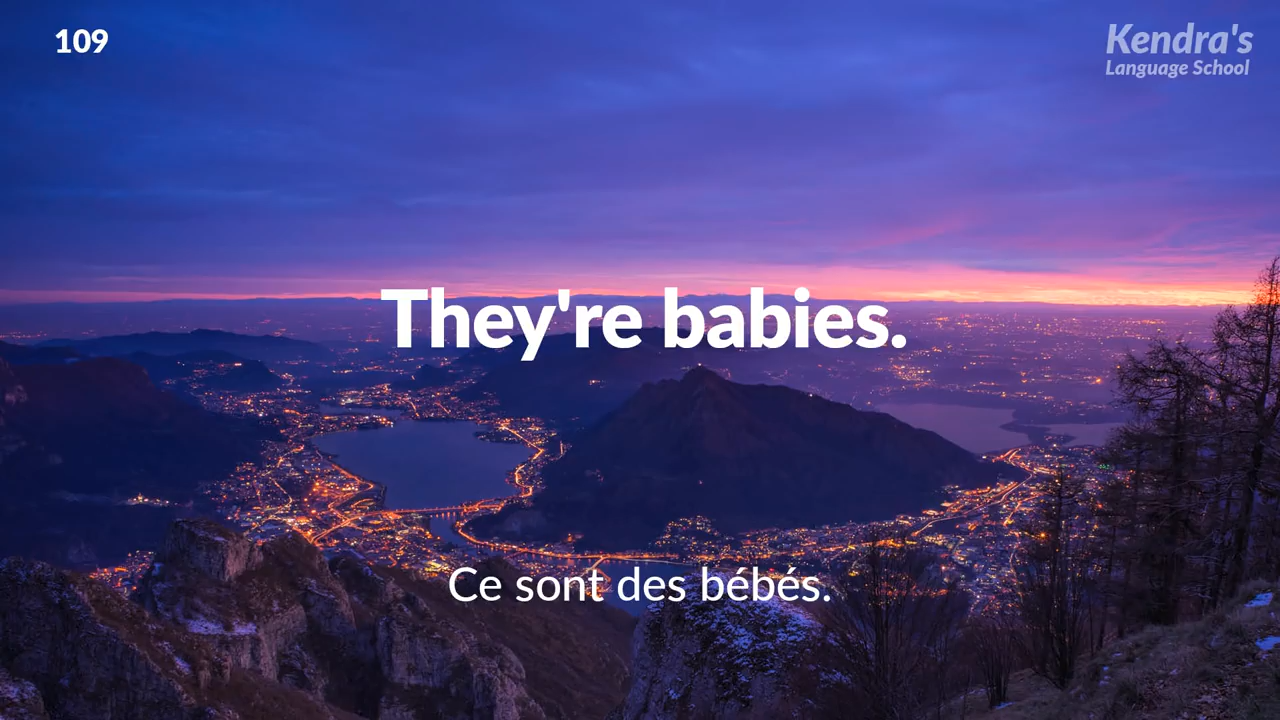 109
Kendra's
Language School
They're babies.
Ce sont des bébés.